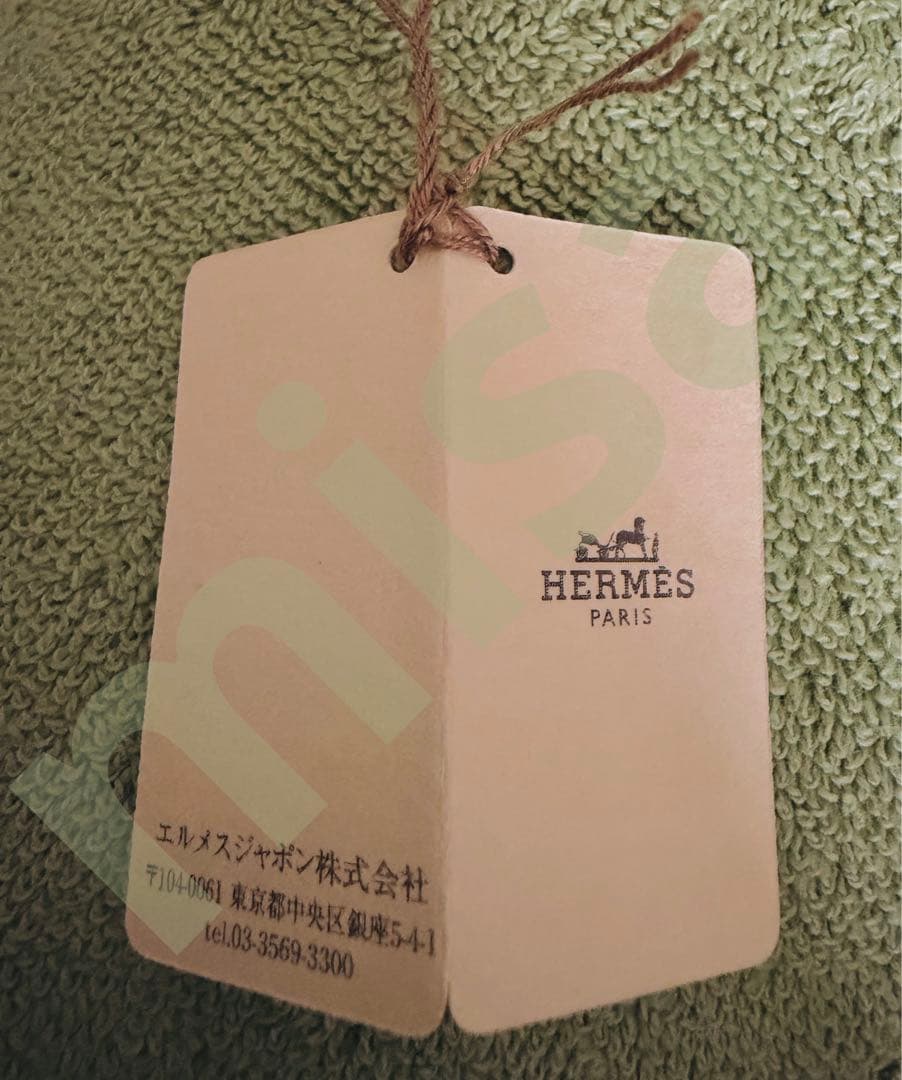 エルメスジャポン株式会社
〒104-0061 東京都中央区銀座5-4-1
tel.03-3569-3300
HERMÈS
PARIS